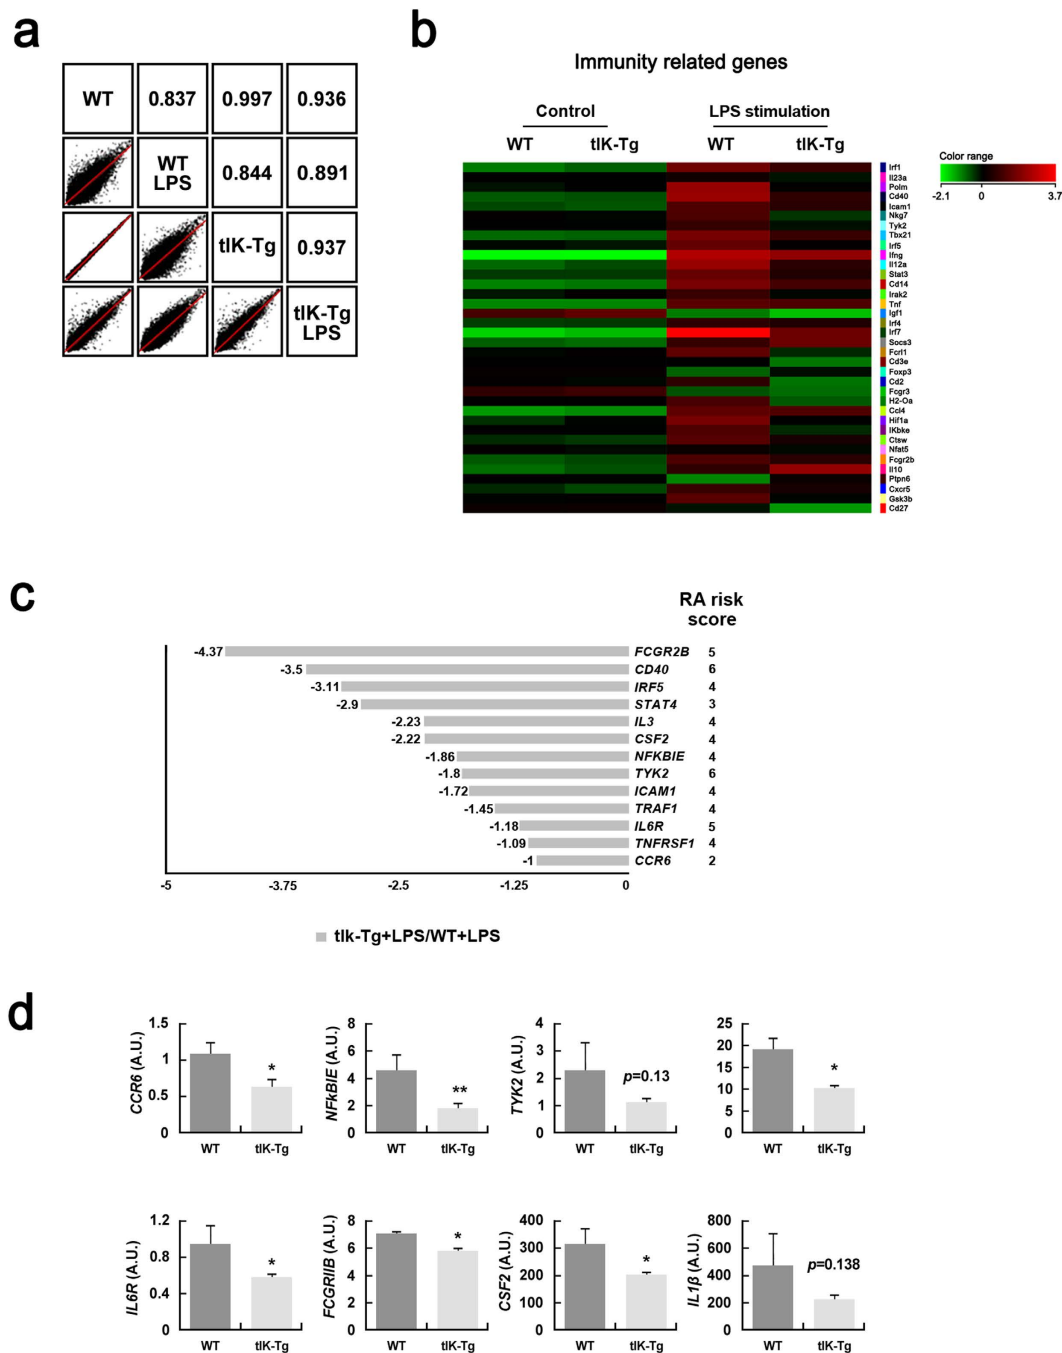 a
WT
0.837
0.997
0.936
WT
LPS
0.844
0.891
tIK-Tg
0.937
tIK-Tg
LPS
b
Immunity related genes
Control
LPS stimulation
WT
tIK-Tg
WT
tIK-Tg
Irf1
Il23a
Polm
Cd40
Icam1
Nkg7
Tyk2
Tbx21
Irf5
Ifng
Il12a
Stat3
Cd14
Irak2
Tnf
Igf1
Irf4
Irf7
Socs3
Fcrl1
Cd3e
Foxp3
Cd2
Fcgr3
H2-Oa
Ccl4
Hif1a
IKbke
Ctsw
Nfat5
Fcgr2b
Il10
Ptpn6
Cxcr5
Gsk3b
Cd27
Color range
-2.1
0
3.7
c
RA risk
score
-4.37 FCGR2B 5
-3.5 CD40 6
-3.11 IRF5 4
-2.9 STAT4 3
-2.23 IL3 4
-2.22 CSF2 4
-1.86 NFKBIE 4
-1.8 TYK2 6
-1.72 ICAM1 4
-1.45 TRAF1 4
-1.18 IL6R 5
-1.09 TNFRSF1 4
-1 CCR6 2
-5 -3.75 -2.5 -1.25 0
tIk-Tg+LPS/WT+LPS
d
CCR6 (A.U.)
1.5
1
0.5
0
*
WT tIK-Tg
NFkBIE (A.U.)
8
6
4
2
0
**
WT tIK-Tg
TYK2 (A.U.)
4
3
2
1
0
p=0.13
WT tIK-Tg
25
20
15
10
5
0
*
WT tIK-Tg
IL6R (A.U.)
1.2
0.8
0.4
0
*
WT tIK-Tg
FCGRIIB (A.U.)
8
6
4
2
0
*
WT tIK-Tg
CSF2 (A.U.)
400
300
200
100
0
*
WT tIK-Tg
IL1β (A.U.)
800
600
400
200
0
p=0.138
WT tIK-Tg